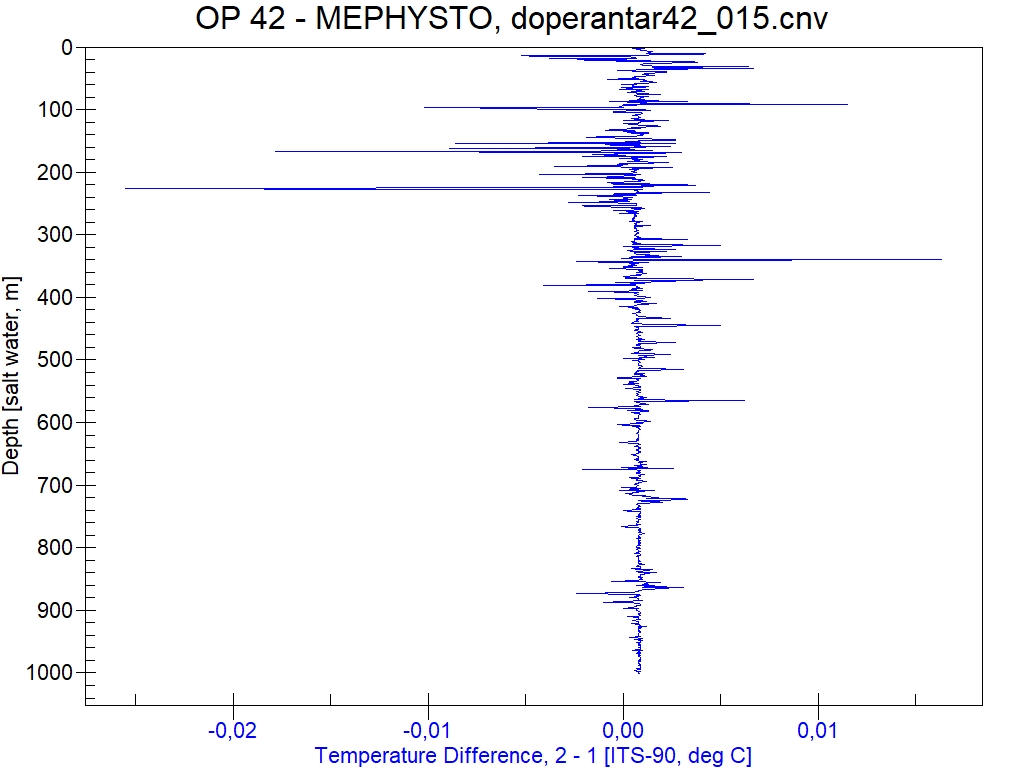 OP 42 - MEPHYSTO, doperantar42_015.cnv
0
100
200
300
400
500
600
700
800
900
1000
Depth [salt water, m]
-0,02 -0,01 0,00 0,01
Temperature Difference, 2 - 1 [ITS-90, deg C]